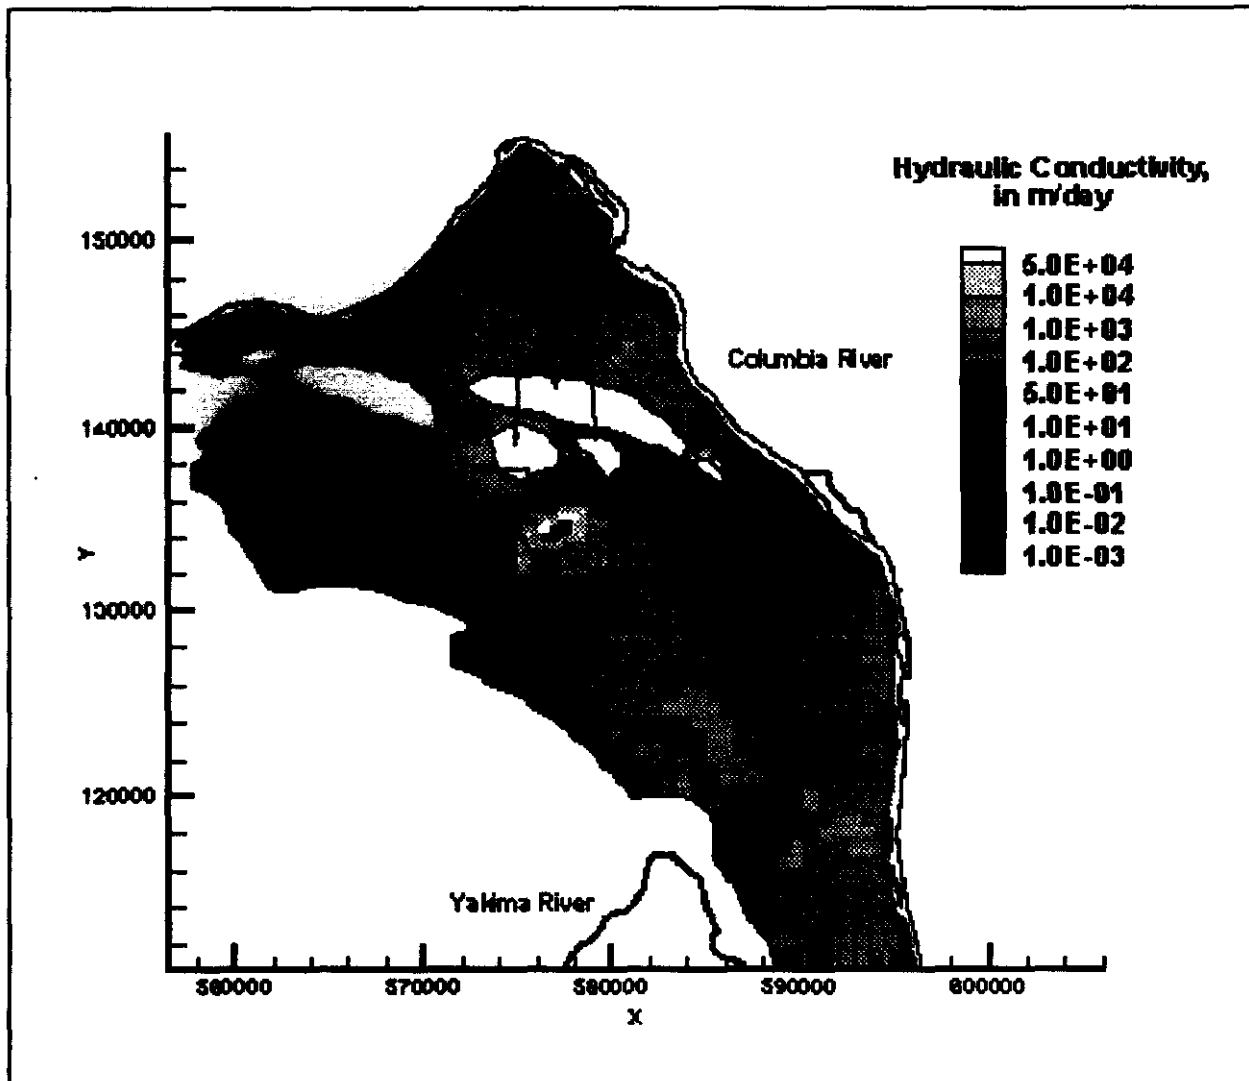 Hydraulic Conductivity,
in m/day
5.0E+04
1.0E+04
1.0E+03
1.0E+02
5.0E+01
1.0E+01
1.0E+00
1.0E-01
1.0E-02
1.0E-03
Columbia River
Yakima River
150000
140000
130000
120000
Y
560000
570000
580000
590000
600000
X